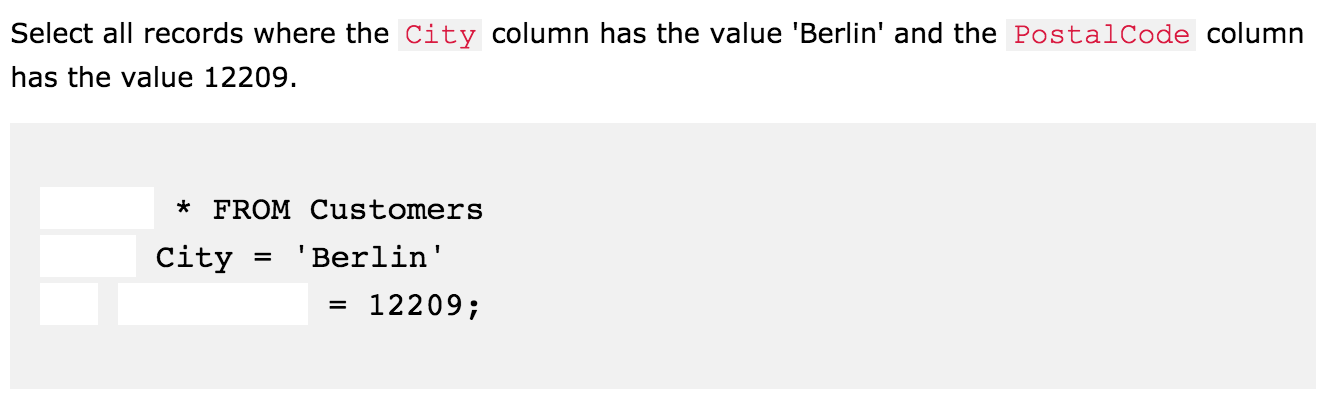 Select all records where the City column has the value 'Berlin' and the PostalCode column
has the value 12209.
* FROM Customers
City = 'Berlin'
= 12209;